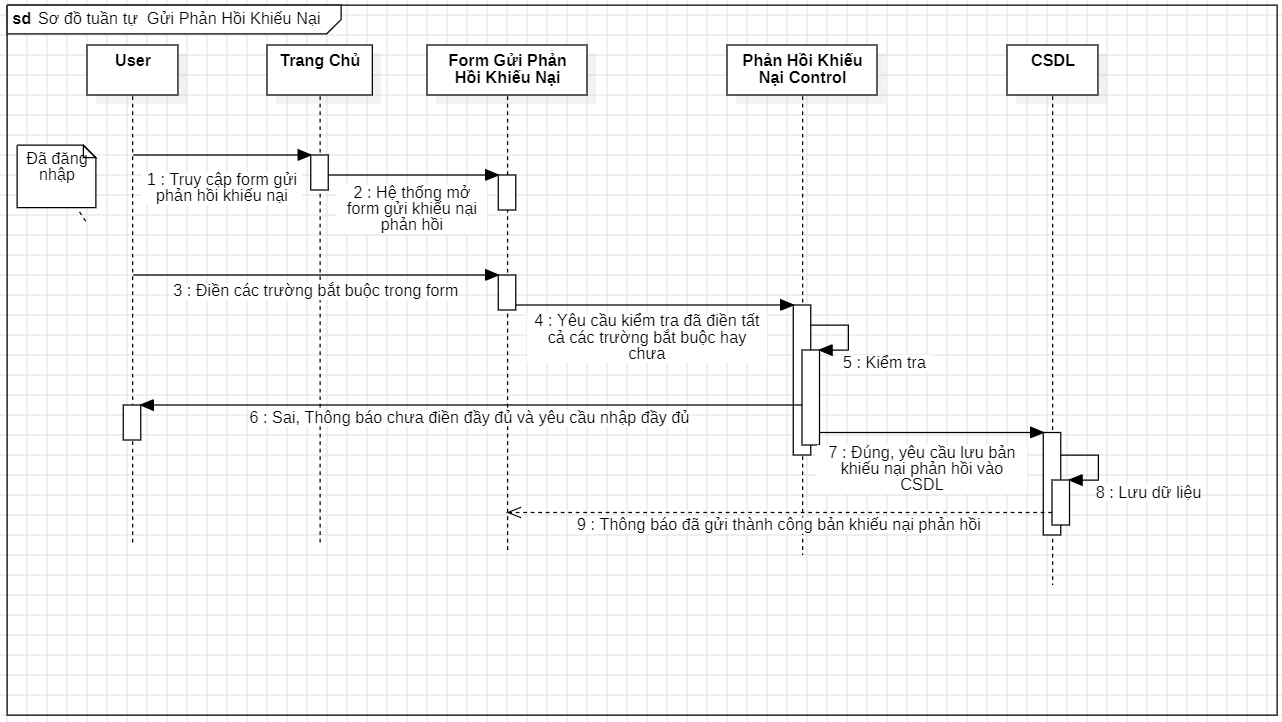 sd Sơ đồ tuần tự Gửi Phản Hồi Khiếu Nại
User
Trang Chủ
Form Gửi Phản
Hồi Khiếu Nại
Phản Hồi Khiếu
Nại Control
CSDL
Đã đăng
nhập
1 : Truy cập form gửi
phản hồi khiếu nại
2 : Hệ thống mở
form gửi khiếu nại
phản hồi
3 : Điền các trường bắt buộc trong form
4 : Yêu cầu kiểm tra đã điền tất
cả các trường bắt buộc hay
chưa
5 : Kiểm tra
6 : Sai, Thông báo chưa điền đầy đủ và yêu cầu nhập đầy đủ
7 : Đúng, yêu cầu lưu bản
khiếu nại phản hồi vào
CSDL
8 : Lưu dữ liệu
9 : Thông báo đã gửi thành công bản khiếu nại phản hồi